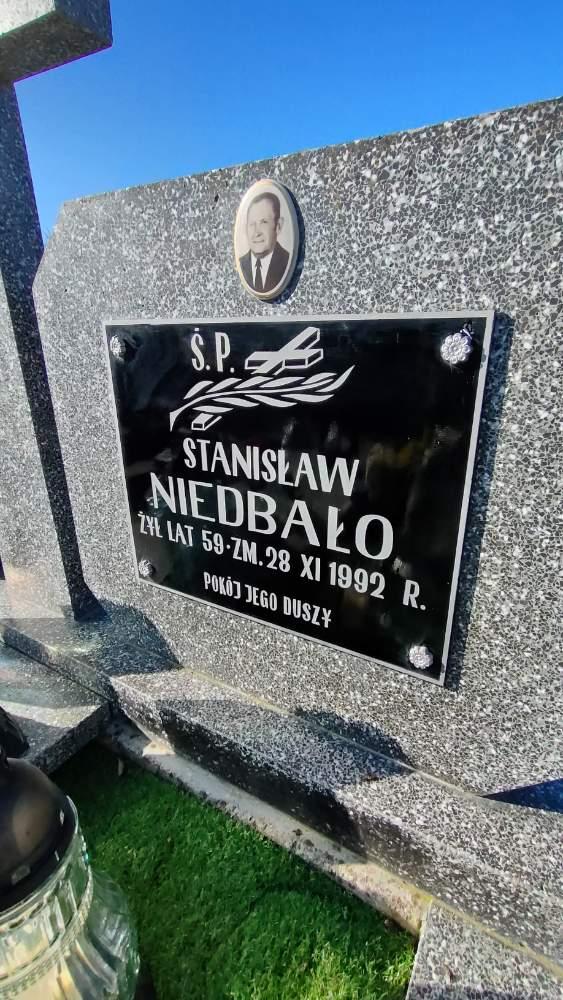 Ś.P.
STANISŁAW
NIEDBAŁO
ŻYŁ LAT 59·ZM. 28 XI 1992 R.
POKÓJ JEGO DUSZY